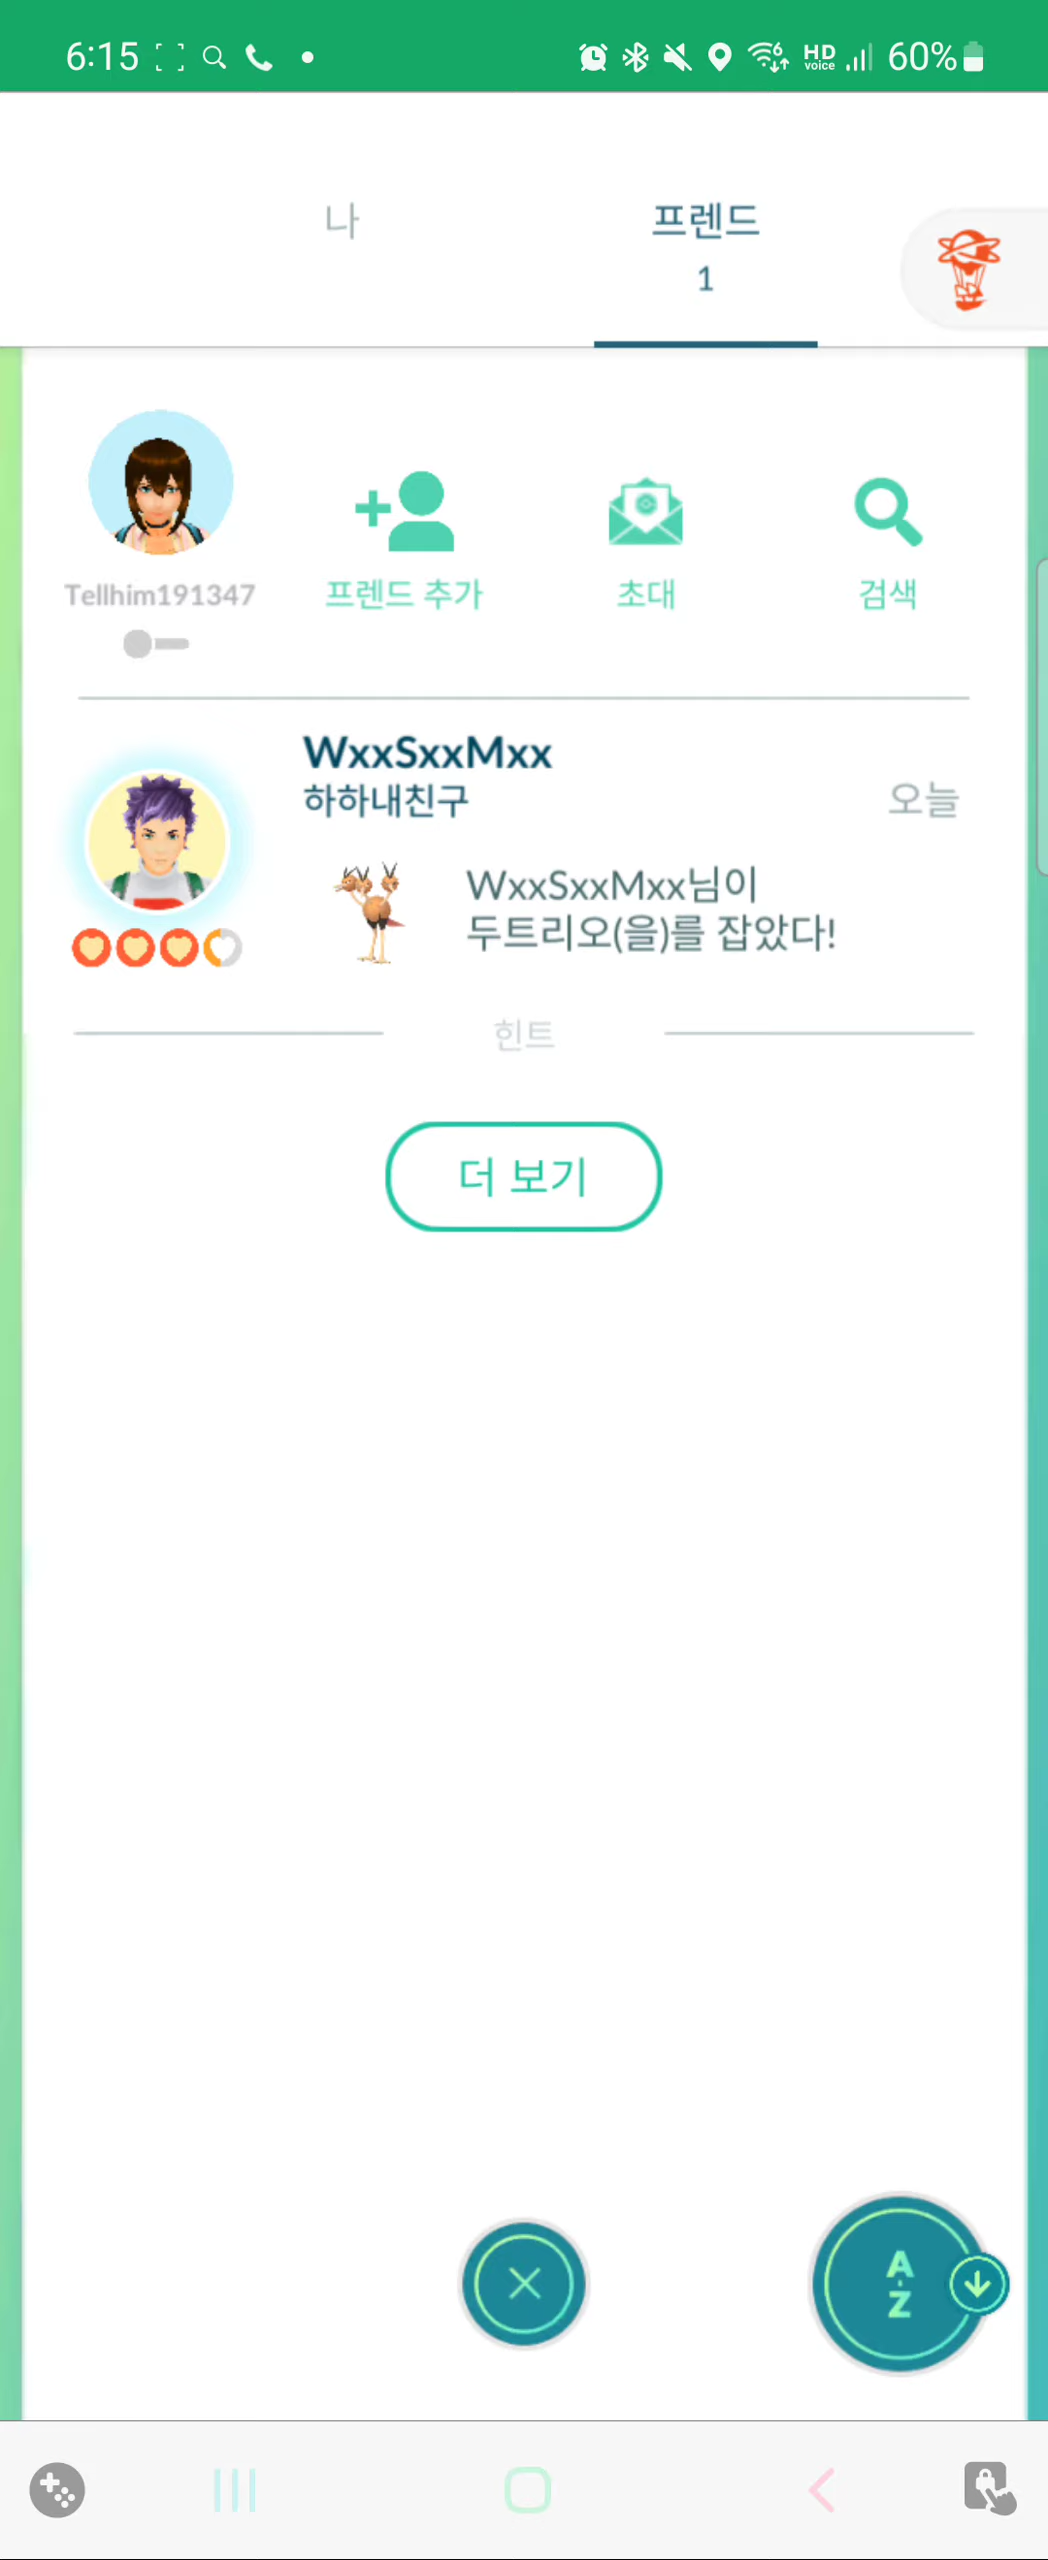 6:15
HD voice
60%
나
프렌드
1
Tellhim191347
프렌드 추가
초대
검색
WxxSxxMxx
하하내친구
오늘
WxxSxxMxx님이
두트리오(을)를 잡았다!
힌트
더 보기
A
-
Z